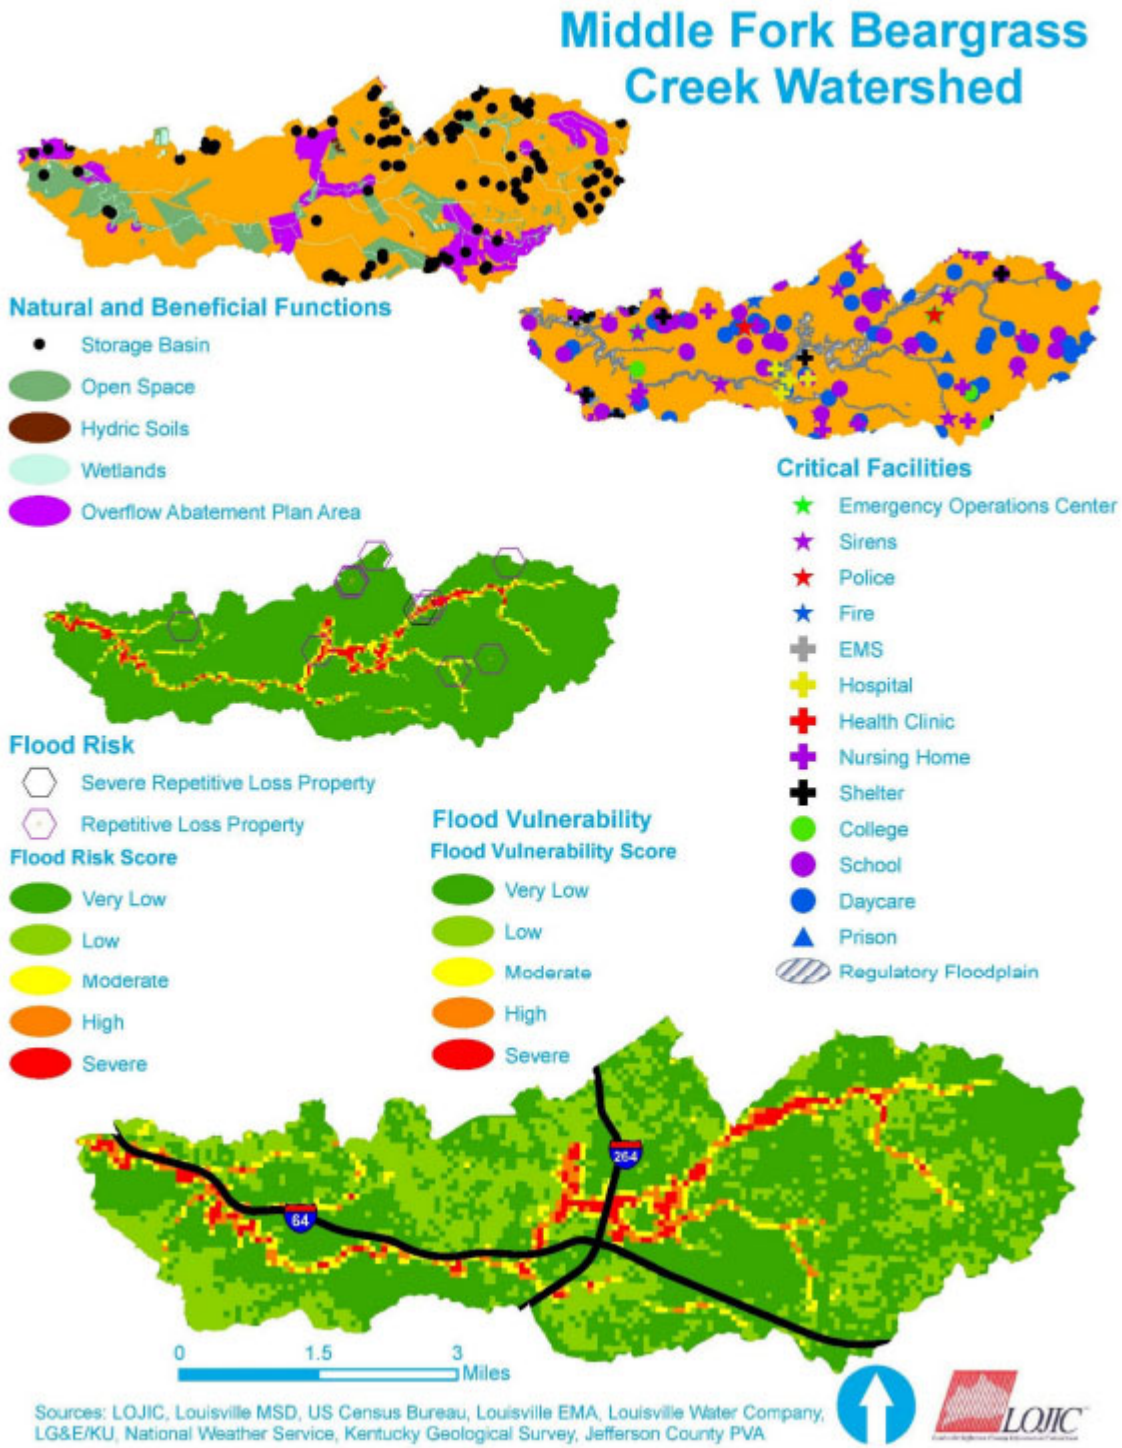 Middle Fork Beargrass
Creek Watershed
Natural and Beneficial Functions
Storage Basin
Open Space
Hydric Soils
Wetlands
Overflow Abatement Plan Area
Critical Facilities
Emergency Operations Center
Sirens
Police
Fire
EMS
Hospital
Health Clinic
Nursing Home
Shelter
College
School
Daycare
Prison
Regulatory Floodplain
Flood Risk
Severe Repetitive Loss Property
Repetitive Loss Property
Flood Risk Score
Very Low
Low
Moderate
High
Severe
Flood Vulnerability
Flood Vulnerability Score
Very Low
Low
Moderate
High
Severe
264
64
0 1.5 3
Miles
Sources: LOJIC, Louisville MSD, US Census Bureau, Louisville EMA, Louisville Water Company,
LG&E/KU, National Weather Service, Kentucky Geological Survey, Jefferson County PVA
LOJIC